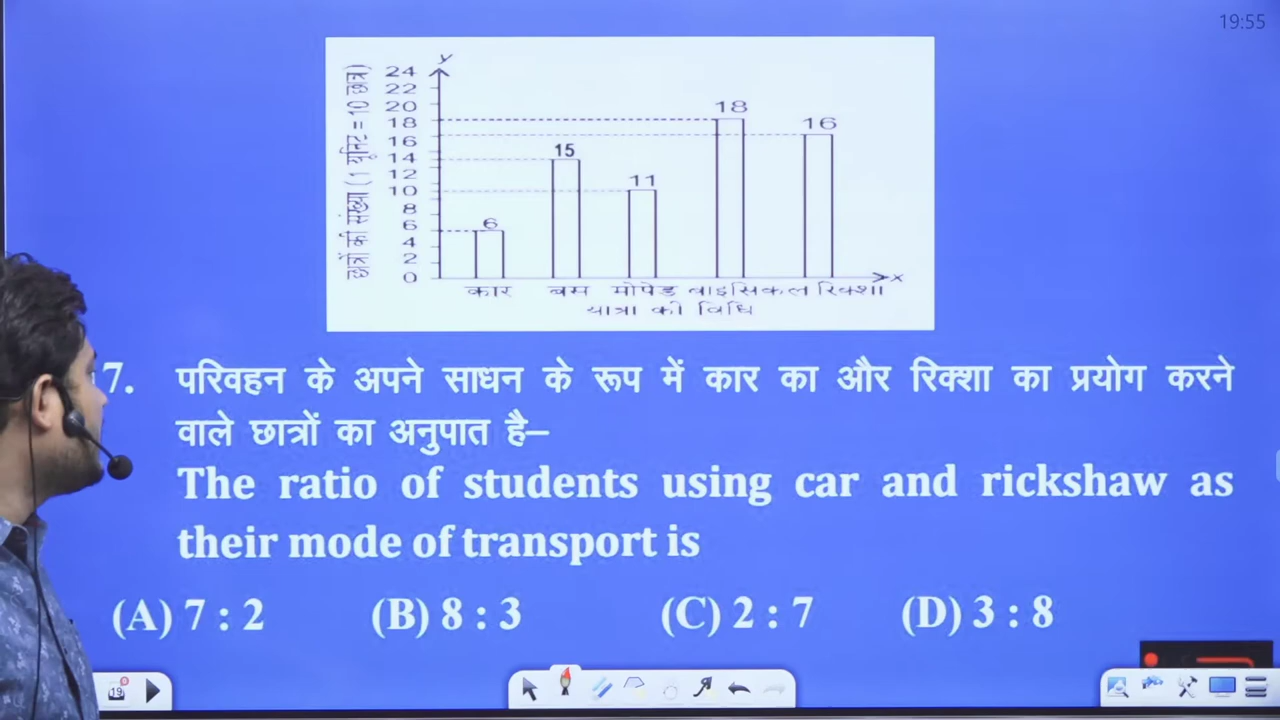 19:55
y
छात्रों की संख्या (1 यूनिट = 10 छात्र)
24
22
20
18
16
14
12
10
8
6
4
2
0
6
15
11
18
16
x
कार बस मोपेड बाइसिकल रिक्शा
यात्रा की विधि
7. परिवहन के अपने साधन के रूप में कार का और रिक्शा का प्रयोग करने
वाले छात्रों का अनुपात है–
The ratio of students using car and rickshaw as
their mode of transport is
(A) 7 : 2 (B) 8 : 3 (C) 2 : 7 (D) 3 : 8
19